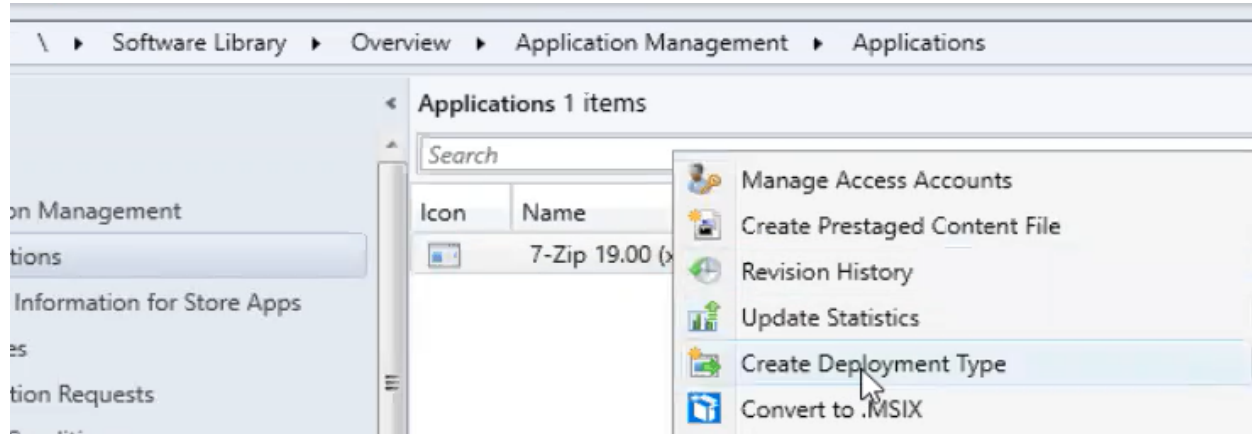 \ ▸ Software Library ▸ Overview ▸ Application Management ▸ Applications
Applications 1 items
Search
Icon Name
7-Zip 19.00 (x
on Management
tions
Information for Store Apps
es
tion Requests
Manage Access Accounts
Create Prestaged Content File
Revision History
Update Statistics
Create Deployment Type
Convert to .MSIX